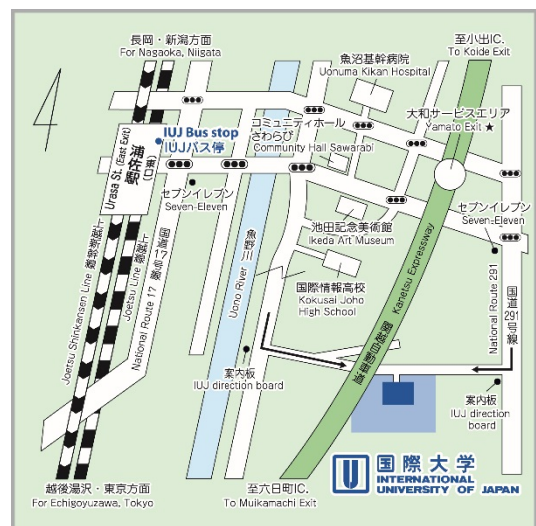 長岡・新潟方面
For Nagaoka, Niigata
至小出IC.
To Koide Exit
魚沼基幹病院
Uonuma Kikan Hospital
大和サービスエリア
Yamato Exit ★
コミュニティホール
さわらび
Community Hall Sawarabi
IUJ Bus stop
IUJバス停
浦佐駅
(東口)
Urasa St. (East Exit)
セブンイレブン
Seven-Eleven
セブンイレブン
Seven-Eleven
池田記念美術館
Ikeda Art Museum
国際情報高校
Kokusai Joho
High School
上越新幹線
Joetsu Shinkansen Line
上越線
Joetsu Line
国道17号線
National Route 17
魚野川
Uono River
Kanetsu Expressway
関越自動車道
National Route 291
国道291号線
案内板
IUJ direction
board
案内板
IUJ direction
board
越後湯沢・東京方面
For Echigoyuzawa, Tokyo
至六日町IC.
To Muikamachi Exit
国際大学
INTERNATIONAL
UNIVERSITY OF JAPAN